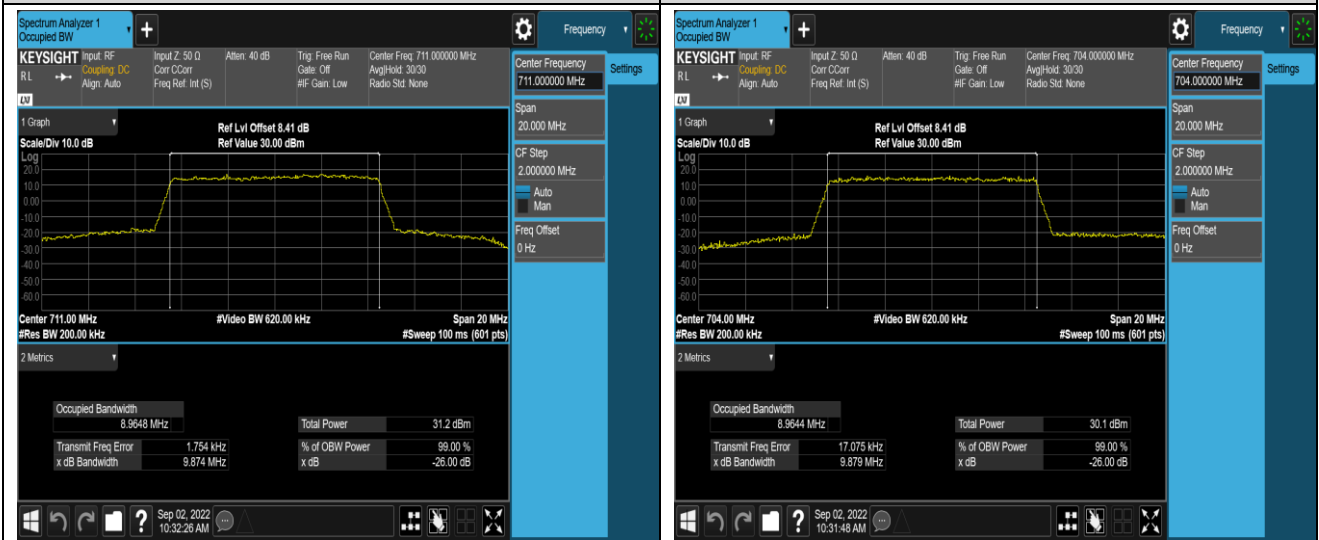 Spectrum Analyzer 1
Occupied BW
Frequency
KEYSIGHT
R L
LXI
Input: RF
Coupling: DC
Align: Auto
Input Z: 50 Ω
Corr CCorr
Freq Ref: Int (S)
Atten: 40 dB
Trig: Free Run
Gate: Off
#IF Gain: Low
Center Freq: 711.000000 MHz
Avg|Hold: 30/30
Radio Std: None
Center Frequency
711.000000 MHz
Settings
Span
20.000 MHz
CF Step
2.000000 MHz
Auto
Man
Freq Offset
0 Hz
1 Graph
Ref Lvl Offset 8.41 dB
Scale/Div 10.0 dB
Ref Value 30.00 dBm
Log
20.0
10.0
0.00
-10.0
-20.0
-30.0
-40.0
-50.0
-60.0
Center 711.00 MHz
#Video BW 620.00 kHz
Span 20 MHz
#Res BW 200.00 kHz
#Sweep 100 ms (601 pts)
2 Metrics
Occupied Bandwidth
8.9648 MHz
Total Power 31.2 dBm
Transmit Freq Error 1.754 kHz
% of OBW Power 99.00 %
x dB Bandwidth 9.874 MHz
x dB -26.00 dB
?
Sep 02, 2022
10:32:26 AM
Spectrum Analyzer 1
Occupied BW
Frequency
KEYSIGHT
R L
LXI
Input: RF
Coupling: DC
Align: Auto
Input Z: 50 Ω
Corr CCorr
Freq Ref: Int (S)
Atten: 40 dB
Trig: Free Run
Gate: Off
#IF Gain: Low
Center Freq: 704.000000 MHz
Avg|Hold: 30/30
Radio Std: None
Center Frequency
704.000000 MHz
Settings
Span
20.000 MHz
CF Step
2.000000 MHz
Auto
Man
Freq Offset
0 Hz
1 Graph
Ref Lvl Offset 8.41 dB
Scale/Div 10.0 dB
Ref Value 30.00 dBm
Log
20.0
10.0
0.00
-10.0
-20.0
-30.0
-40.0
-50.0
-60.0
Center 704.00 MHz
#Video BW 620.00 kHz
Span 20 MHz
#Res BW 200.00 kHz
#Sweep 100 ms (601 pts)
2 Metrics
Occupied Bandwidth
8.9644 MHz
Total Power 30.1 dBm
Transmit Freq Error 17.075 kHz
% of OBW Power 99.00 %
x dB Bandwidth 9.879 MHz
x dB -26.00 dB
?
Sep 02, 2022
10:31:48 AM